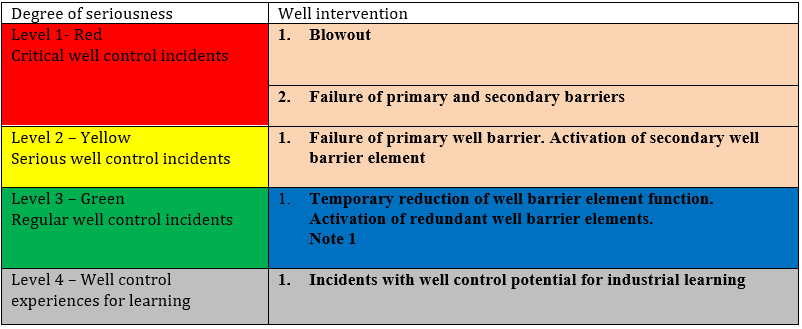 Degree of seriousness
Well intervention
Level 1- Red
Critical well control incidents
1. Blowout
2. Failure of primary and secondary barriers
Level 2 – Yellow
Serious well control incidents
1. Failure of primary well barrier. Activation of secondary well
barrier element
Level 3 – Green
Regular well control incidents
1. Temporary reduction of well barrier element function.
Activation of redundant well barrier elements.
Note 1
Level 4 – Well control
experiences for learning
1. Incidents with well control potential for industrial learning